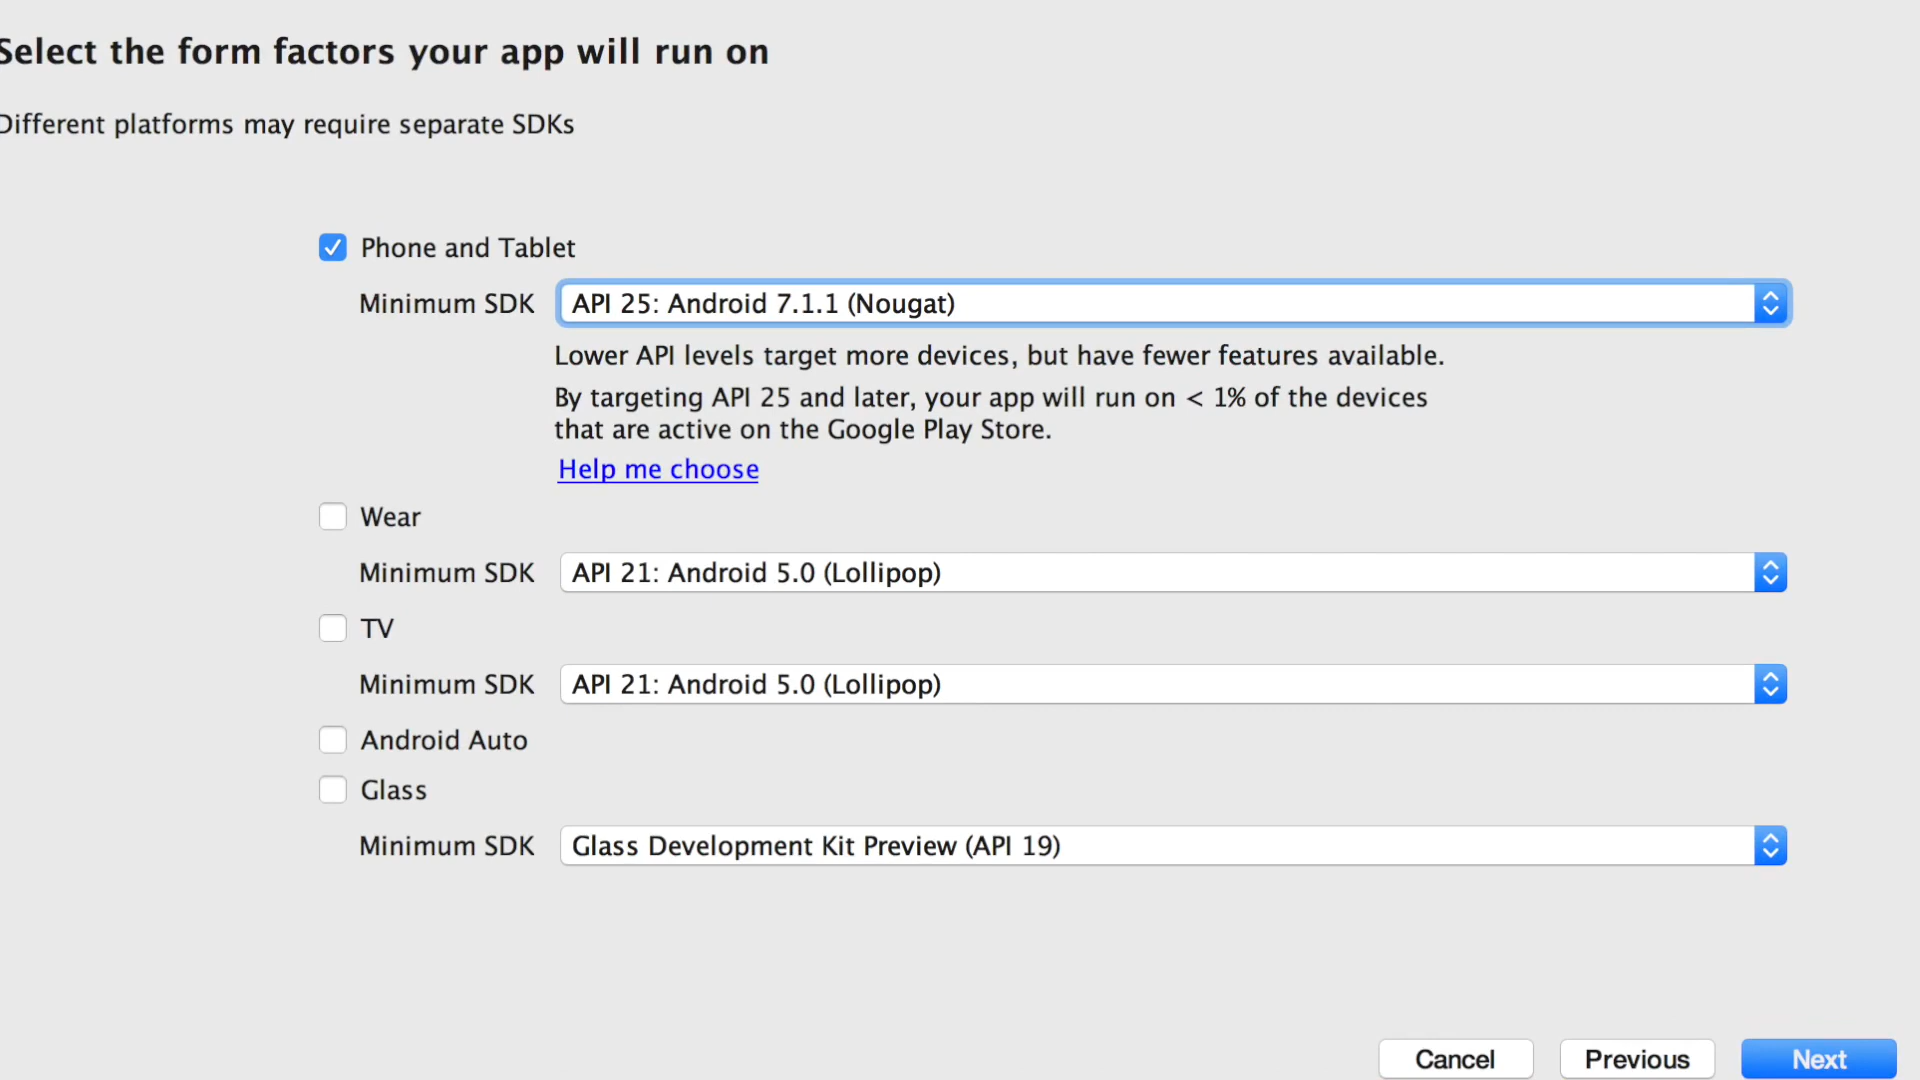 Select the form factors your app will run on
Different platforms may require separate SDKs
Phone and Tablet
Minimum SDK API 25: Android 7.1.1 (Nougat)
Lower API levels target more devices, but have fewer features available.
By targeting API 25 and later, your app will run on < 1% of the devices
that are active on the Google Play Store.
Help me choose
Wear
Minimum SDK API 21: Android 5.0 (Lollipop)
TV
Minimum SDK API 21: Android 5.0 (Lollipop)
Android Auto
Glass
Minimum SDK Glass Development Kit Preview (API 19)
Cancel Previous Next